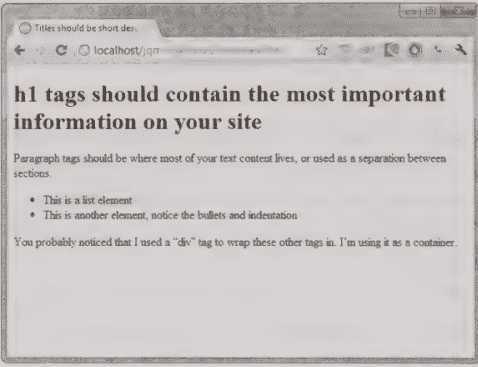 Titles should be short des
localhost/jqm
h1 tags should contain the most important
information on your site
Paragraph tags should be where most of your text content lives, or used as a separation between
sections.
• This is a list element
• This is another element, notice the bullets and indentation
You probably noticed that I used a "div" tag to wrap these other tags in. I'm using it as a container.